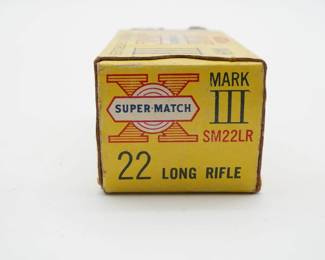 SUPER-MATCH
MARK
III
SM22LR
22 LONG RIFLE